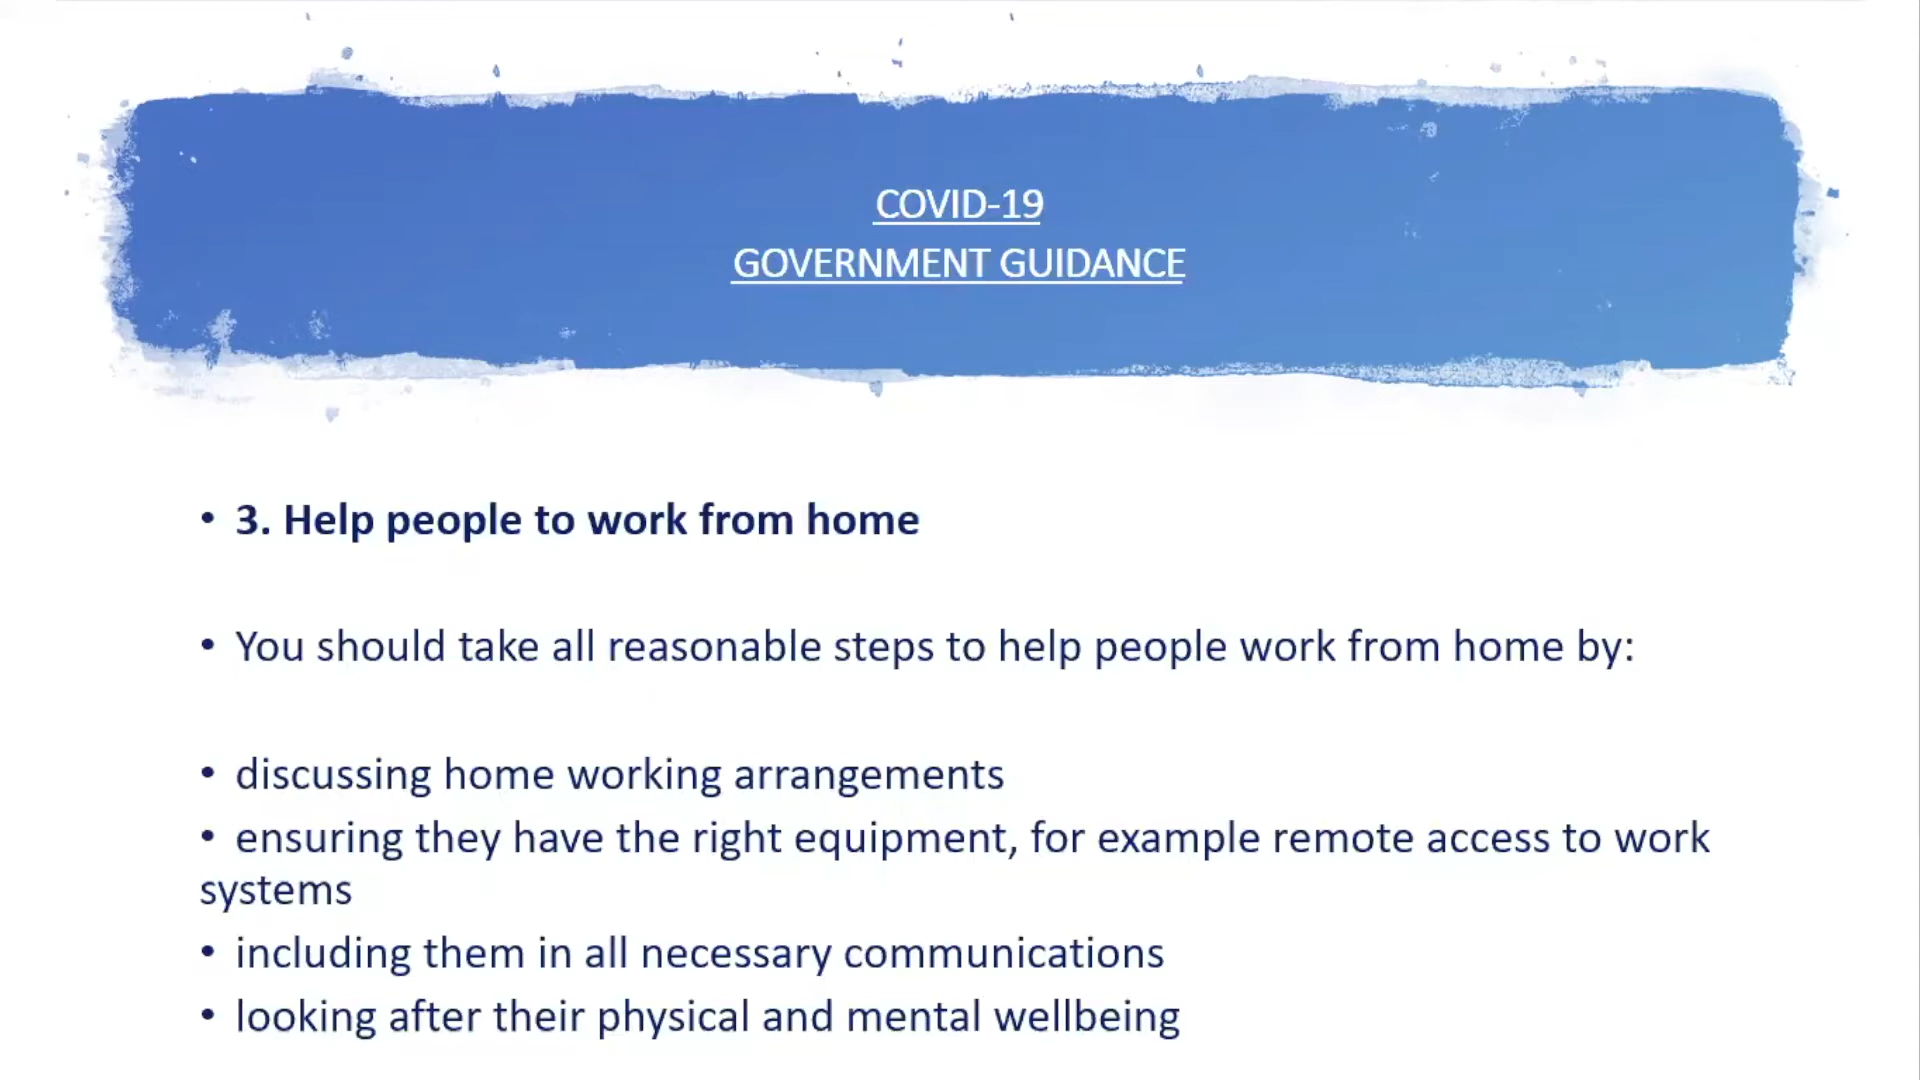 COVID-19
GOVERNMENT GUIDANCE
• 3. Help people to work from home
• You should take all reasonable steps to help people work from home by:
• discussing home working arrangements
• ensuring they have the right equipment, for example remote access to work
systems
• including them in all necessary communications
• looking after their physical and mental wellbeing